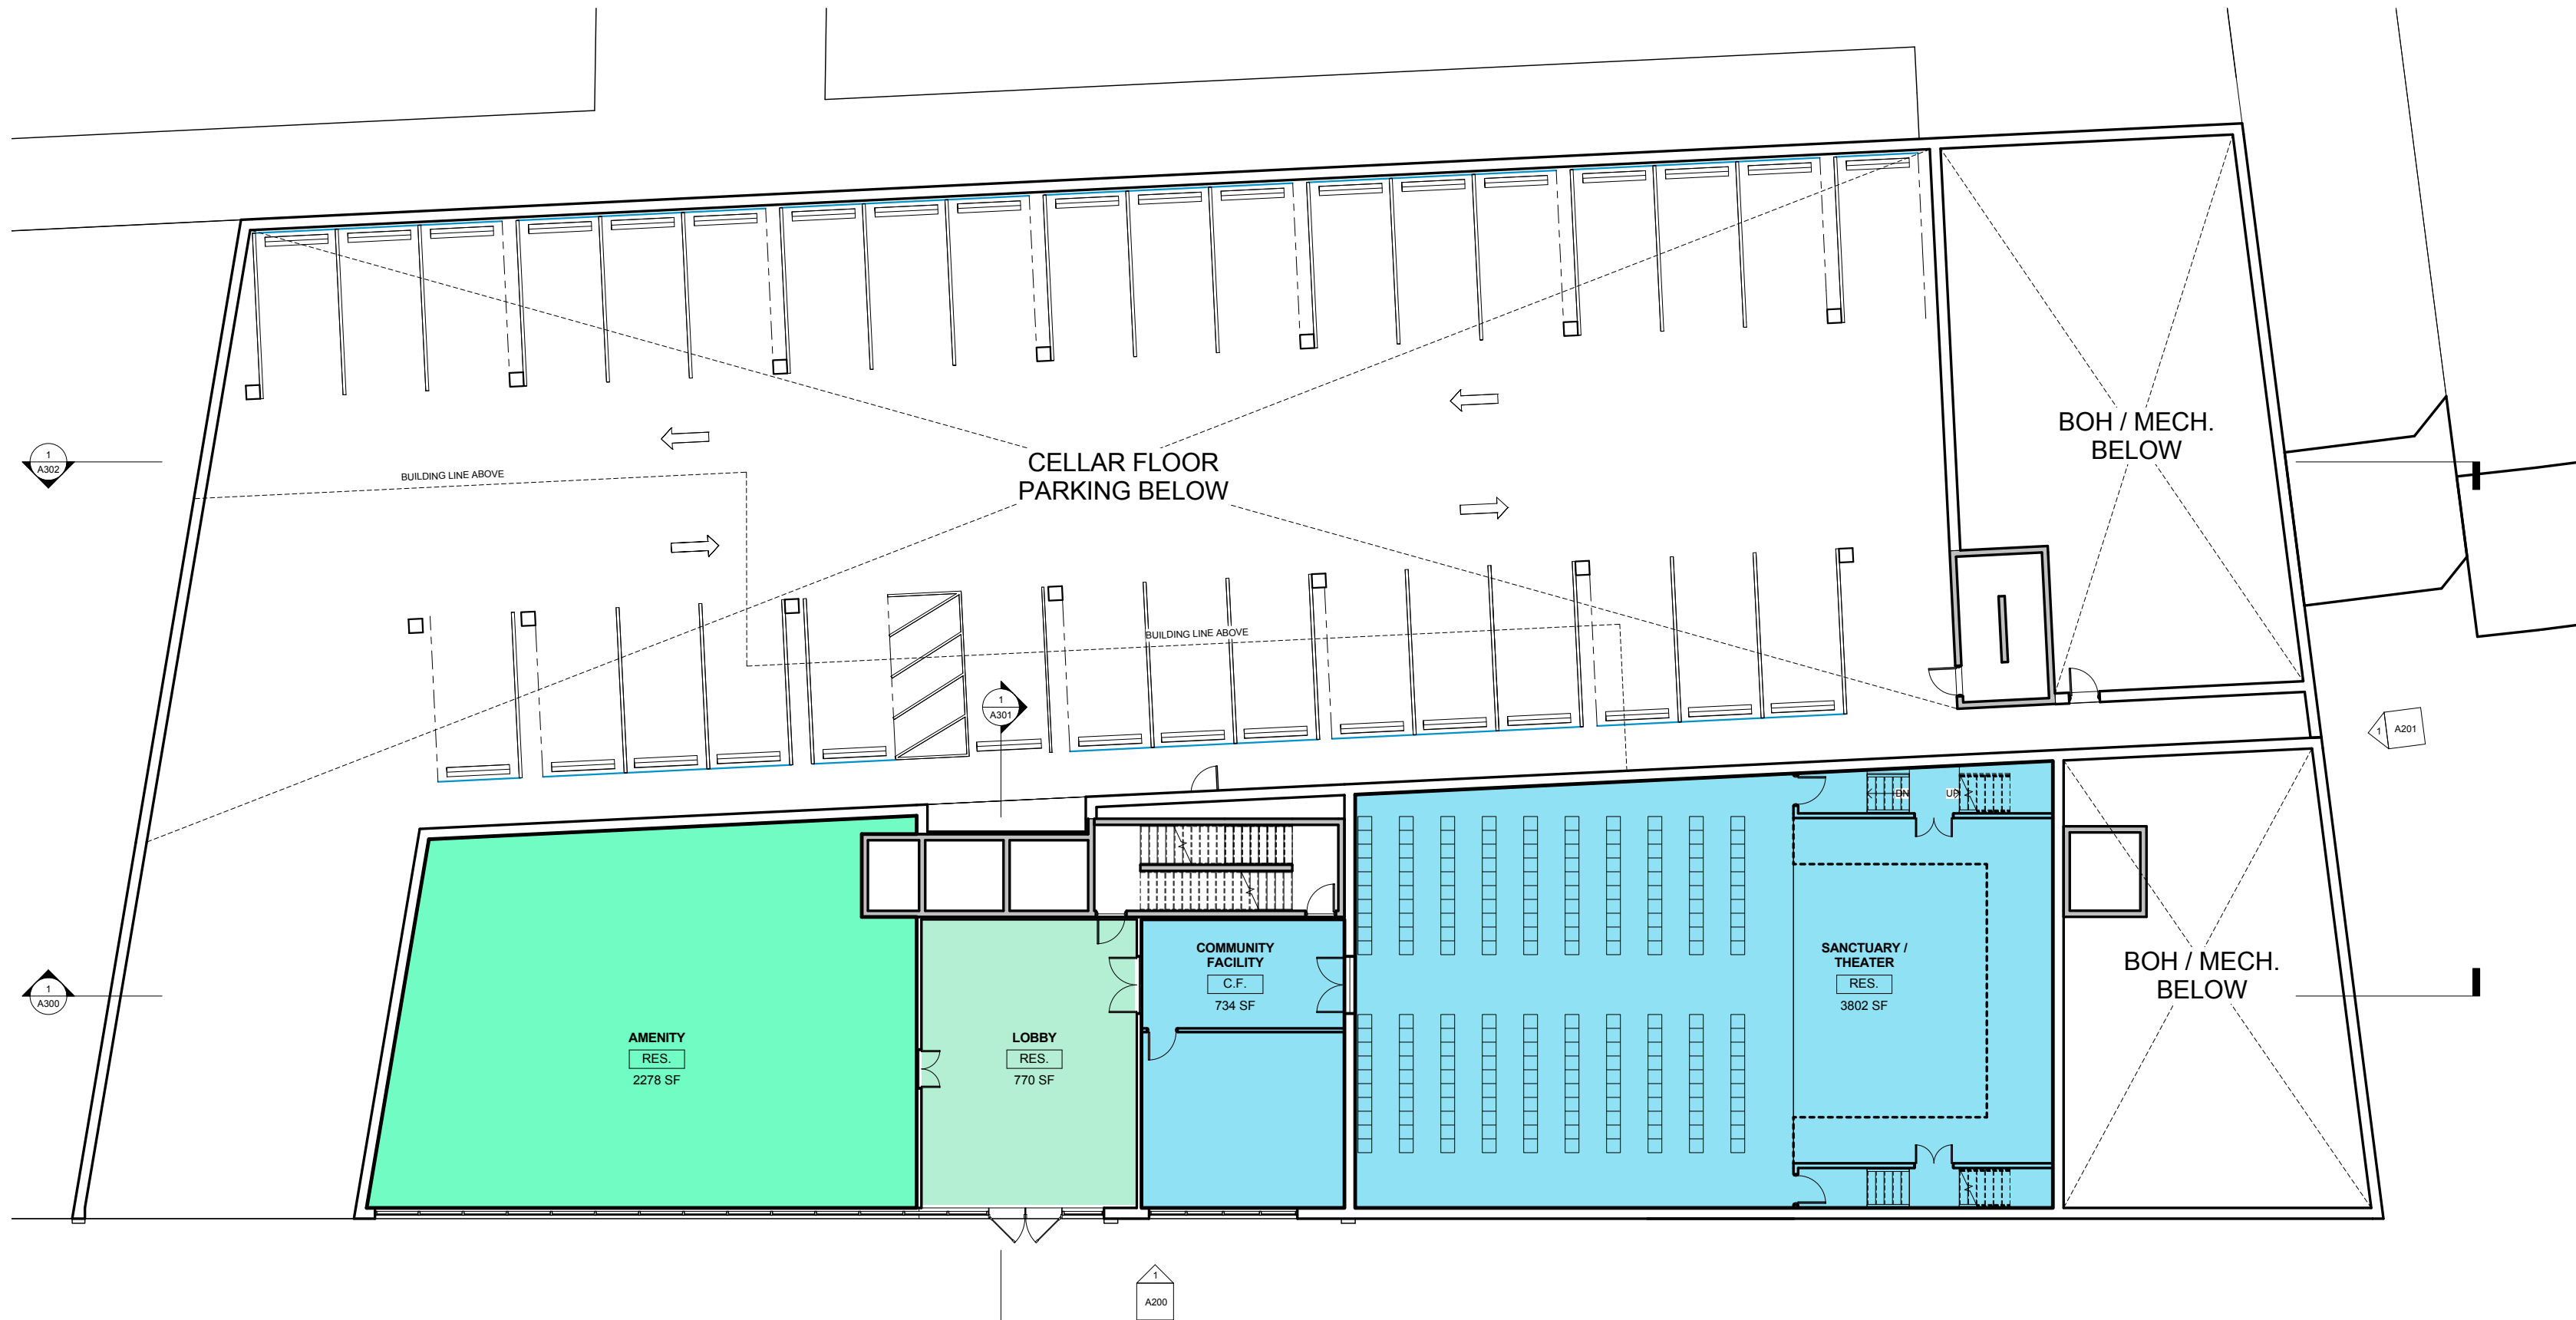 BOH / MECH.
BELOW
CELLAR FLOOR
PARKING BELOW
1
A302
BUILDING LINE ABOVE
BUILDING LINE ABOVE
1
A301
1
A201
DN
UP
COMMUNITY
FACILITY
C.F.
734 SF
SANCTUARY /
THEATER
RES.
3802 SF
BOH / MECH.
BELOW
1
A300
AMENITY
RES.
2278 SF
LOBBY
RES.
770 SF
1
A200